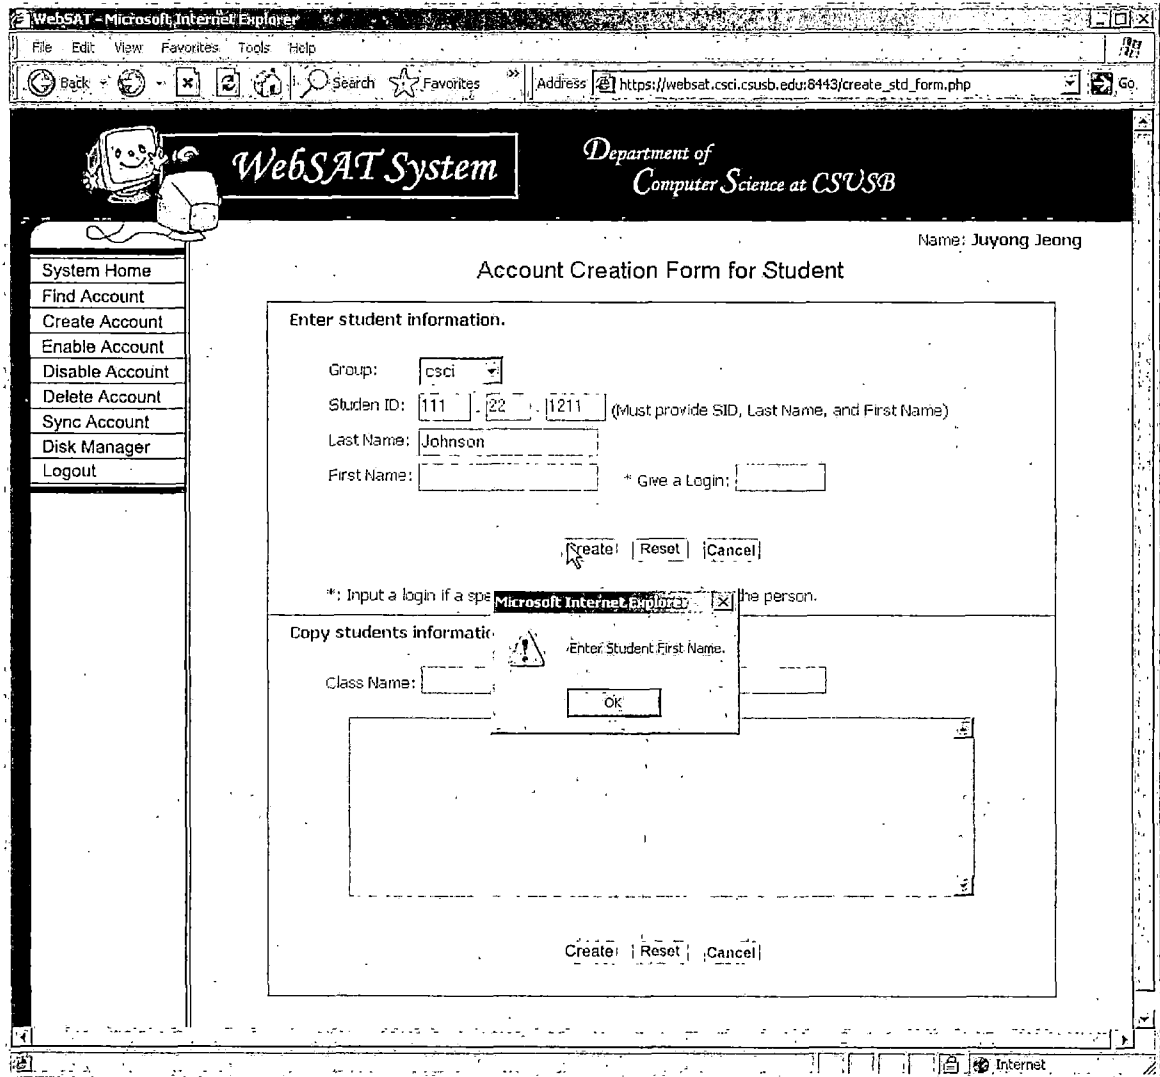 WebSAT - Microsoft Internet Explorer
File Edit View Favorites Tools Help
Back Search Favorites » Address https://websat.csci.csusb.edu:8443/create_std_form.php Go
WebSAT System
Department of
Computer Science at CSUSB
Name: Juyong Jeong
System Home
Find Account
Create Account
Enable Account
Disable Account
Delete Account
Sync Account
Disk Manager
Logout
Account Creation Form for Student
Enter student information.
Group: csci
Studen ID: 111 - 22 - 1211 (Must provide SID, Last Name, and First Name)
Last Name: Johnson
First Name: * Give a Login:
Create Reset Cancel
*: Input a login if a spe the person.
Microsoft Internet Explorer
Enter Student First Name.
OK
Copy students informatio
Class Name:
Create Reset Cancel
Internet